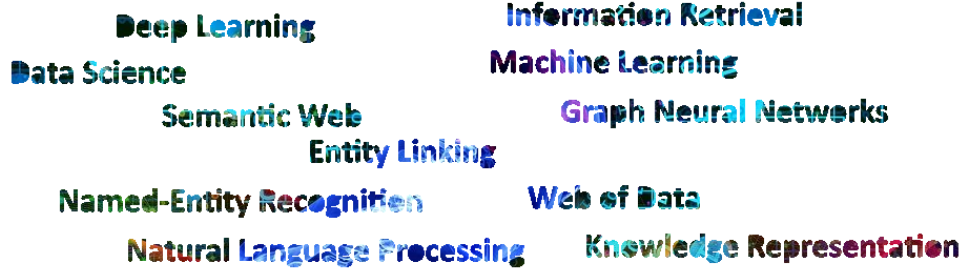 Deep Learning
Information Retrieval
Data Science
Machine Learning
Semantic Web
Graph Neural Networks
Entity Linking
Named-Entity Recognition
Web of Data
Natural Language Processing
Knowledge Representation